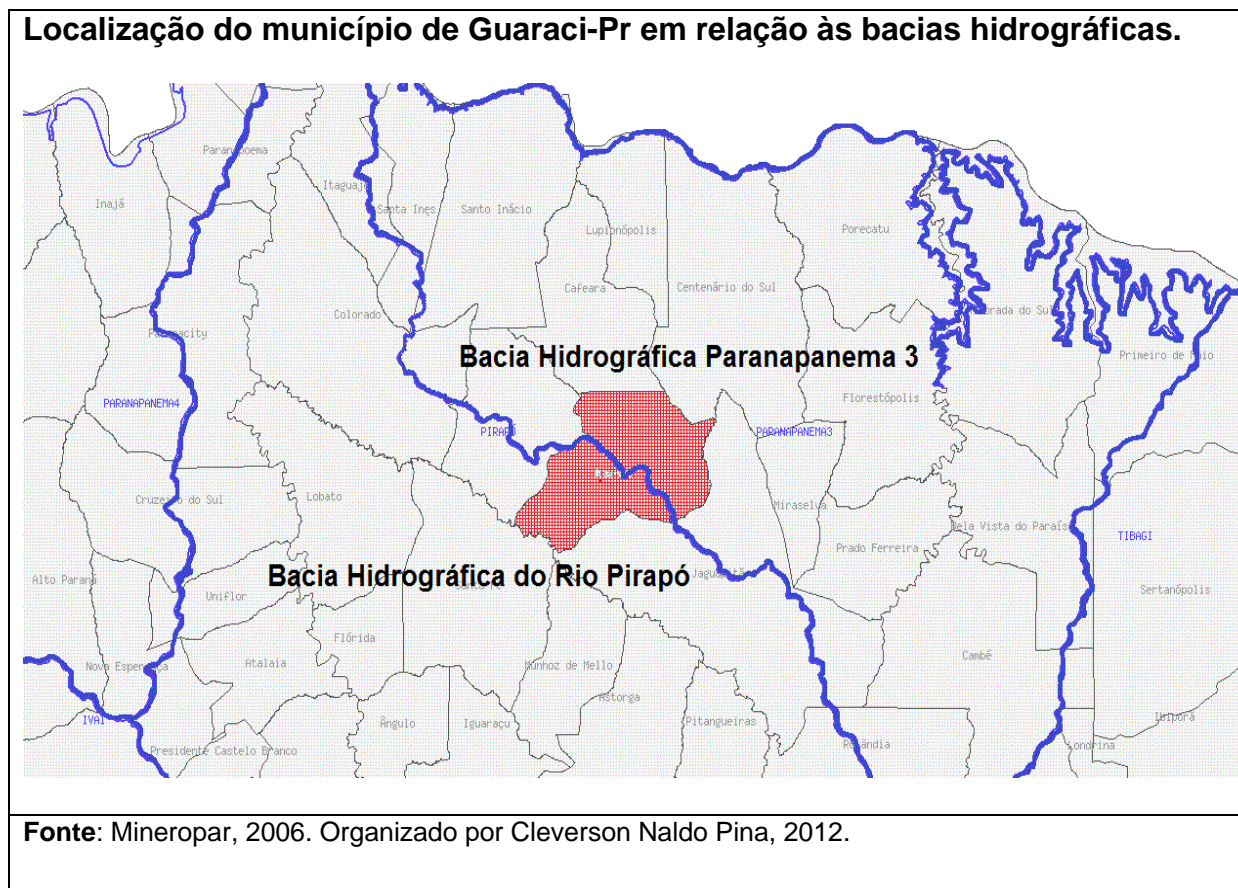 Localização do município de Guaraci-Pr em relação às bacias hidrográficas.
Paranapoema
Inajá
Itaguajé
Santa Ines
Santo Inácio
Lupionópolis
Porecatu
Cafeara
Centenário do Sul
Colorado
Paranacity
Primeiro de Maio
Bacia Hidrográfica Paranapanema 3
PARANAPANEMA4
Florestópolis
PIRAPÓ
PARANAPANEMA3
Cruzeiro do Sul
Lobato
Miraselva
Bela Vista do Paraíso
TIBAGI
Prado Ferreira
Alto Paraná
Bacia Hidrográfica do Rio Pirapó
Jaguapitã
Uniflor
Sertanópolis
Flórida
Nova Esperança
Atalaia
Munhoz de Mello
Cambé
Astorga
IVAI
Ângulo
Iguaraçu
Pitangueiras
Ibiporã
Presidente Castelo Branco
Rolândia
Londrina
Fonte: Mineropar, 2006. Organizado por Cleverson Naldo Pina, 2012.